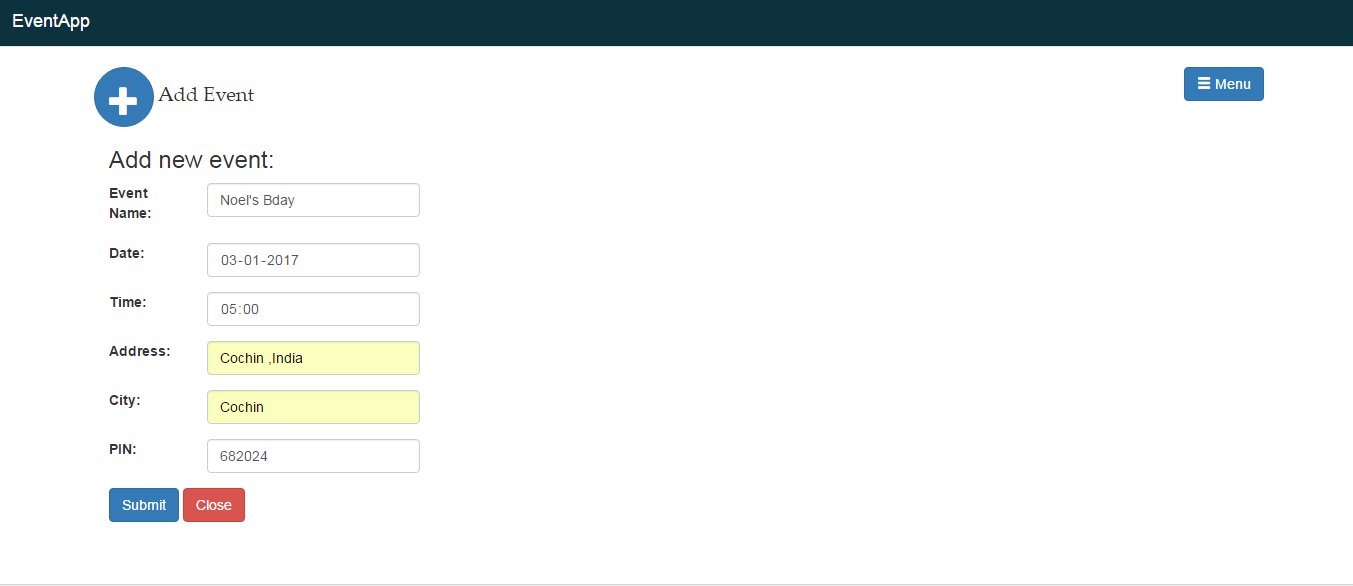 EventApp
Add Event
Menu
Add new event:
Event
Name:
Noel's Bday
Date:
03-01-2017
Time:
05:00
Address:
Cochin ,India
City:
Cochin
PIN:
682024
Submit
Close